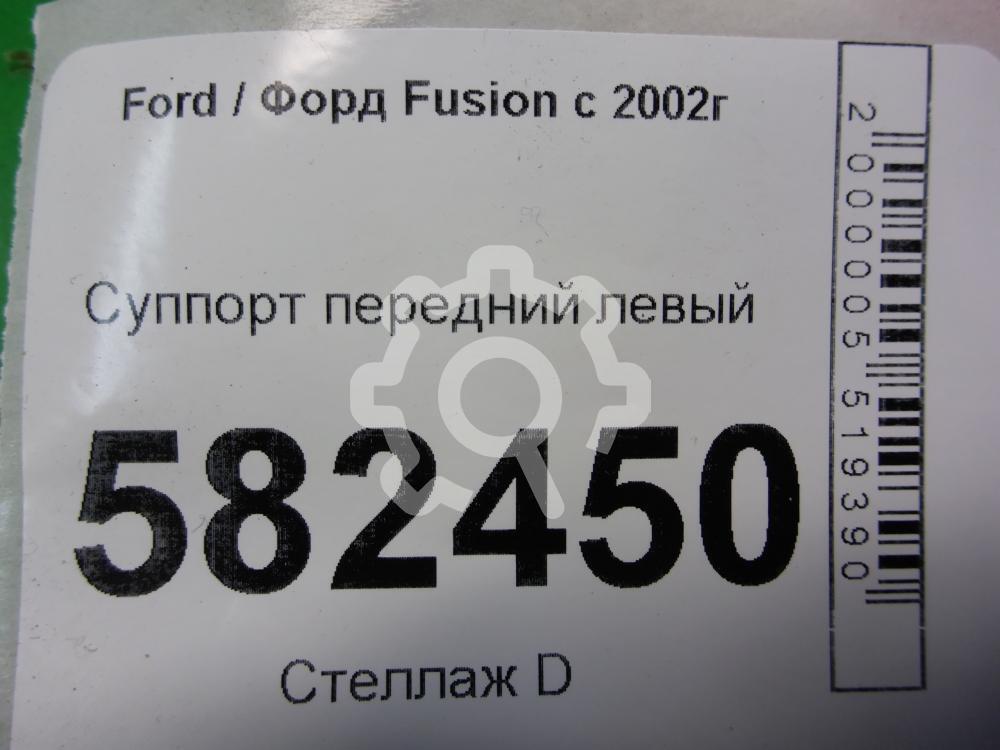 Ford / Форд Fusion с 2002г
Суппорт передний левый
582450
Стеллаж D
2000005519390